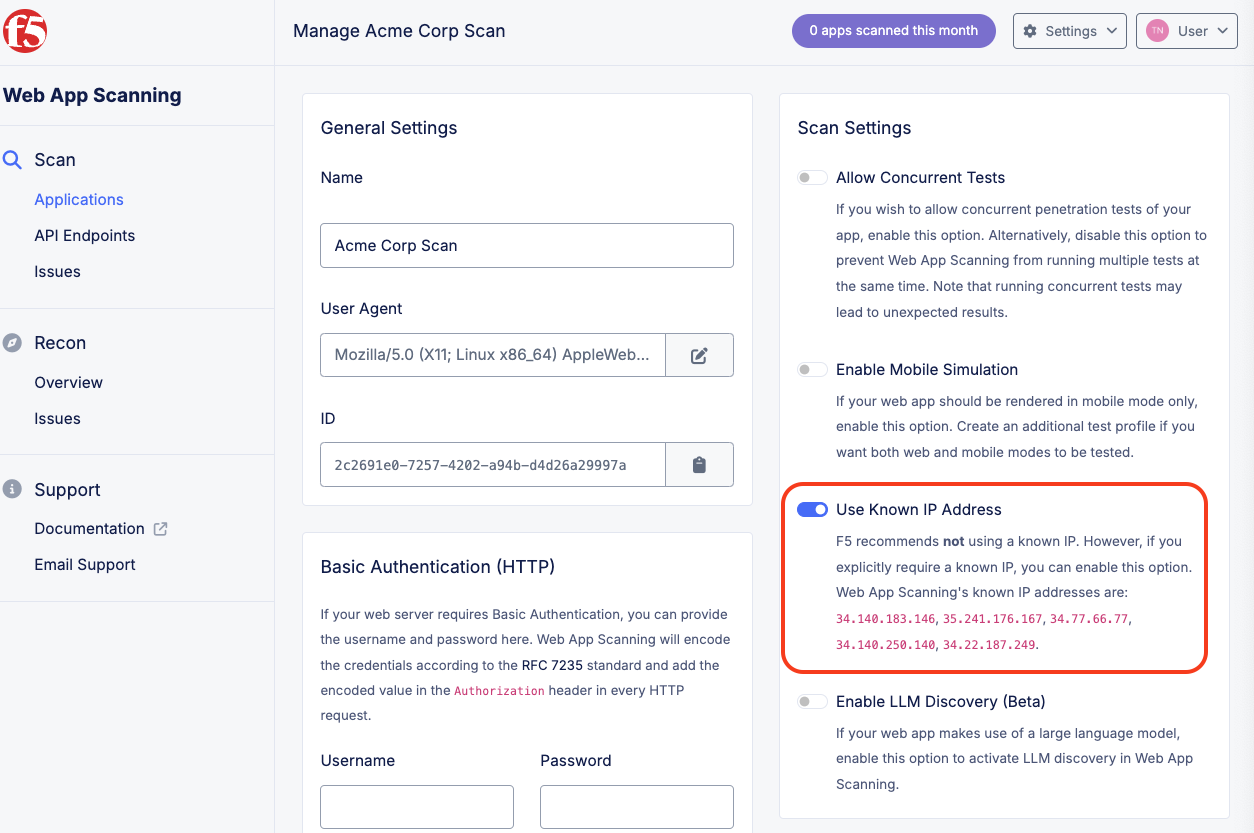 f5
Manage Acme Corp Scan
0 apps scanned this month
Settings
TN
User
Web App Scanning
Scan
Applications
API Endpoints
Issues
Recon
Overview
Issues
Support
Documentation
Email Support
General Settings
Name
Acme Corp Scan
User Agent
Mozilla/5.0 (X11; Linux x86_64) AppleWeb...
ID
2c2691e0-7257-4202-a94b-d4d26a29997a
Basic Authentication (HTTP)
If your web server requires Basic Authentication, you can provide
the username and password here. Web App Scanning will encode
the credentials according to the RFC 7235 standard and add the
encoded value in the Authorization header in every HTTP
request.
Username
Password
Scan Settings
Allow Concurrent Tests
If you wish to allow concurrent penetration tests of your
app, enable this option. Alternatively, disable this option to
prevent Web App Scanning from running multiple tests at
the same time. Note that running concurrent tests may
lead to unexpected results.
Enable Mobile Simulation
If your web app should be rendered in mobile mode only,
enable this option. Create an additional test profile if you
want both web and mobile modes to be tested.
Use Known IP Address
F5 recommends not using a known IP. However, if you
explicitly require a known IP, you can enable this option.
Web App Scanning's known IP addresses are:
34.140.183.146, 35.241.176.167, 34.77.66.77,
34.140.250.140, 34.22.187.249.
Enable LLM Discovery (Beta)
If your web app makes use of a large language model,
enable this option to activate LLM discovery in Web App
Scanning.